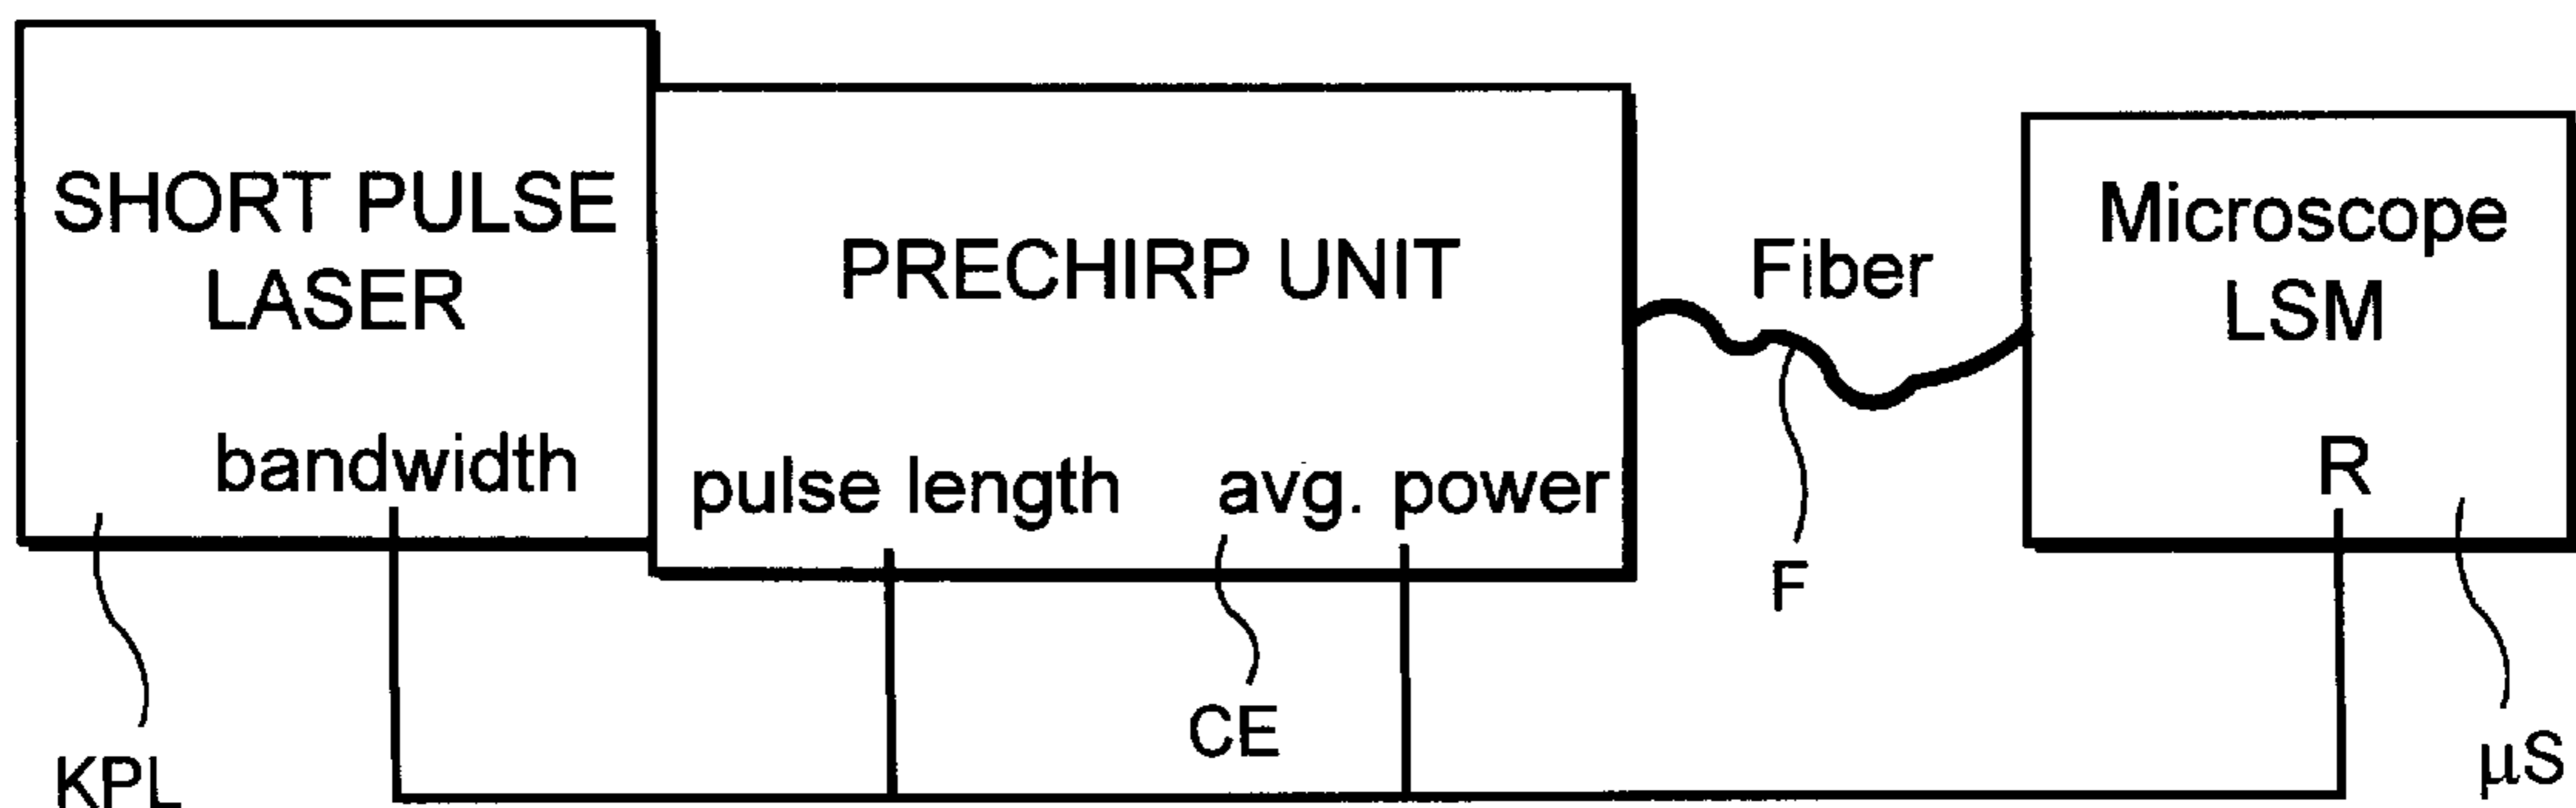 SHORT PULSE
LASER
bandwidth
KPL
PRECHIRP UNIT
pulse length
avg. power
CE
Fiber
F
Microscope
LSM
R
µS